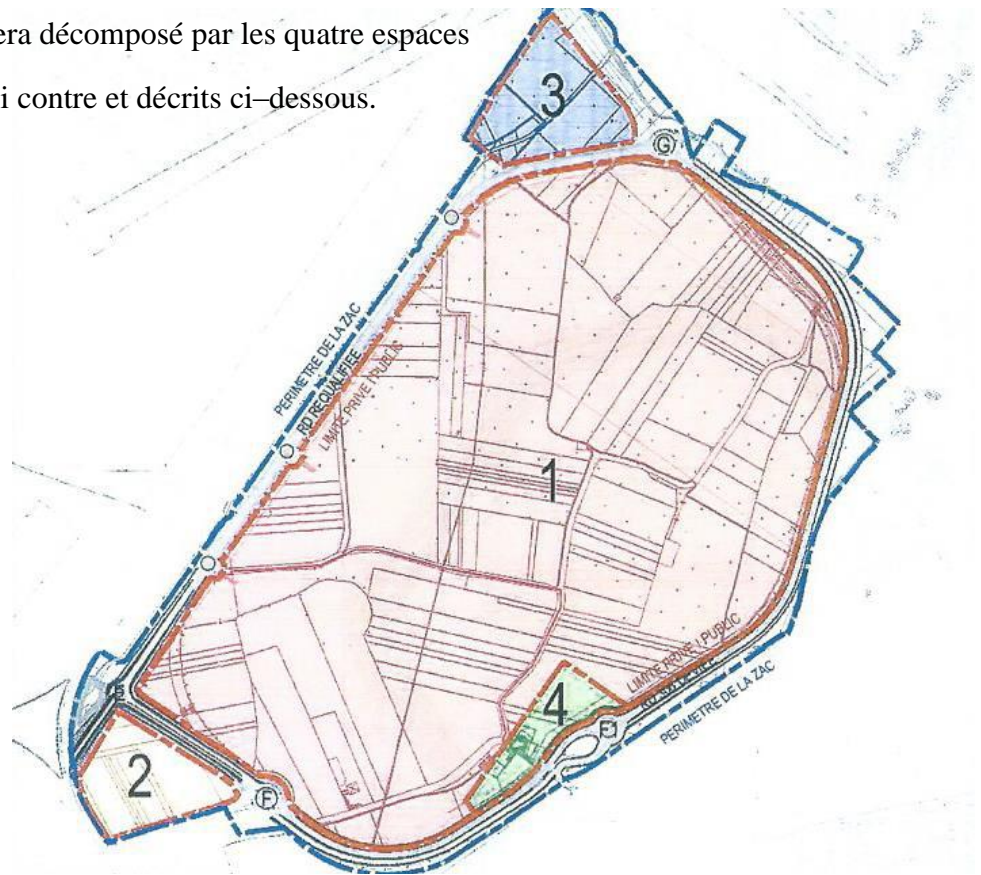 era décomposé par les quatre espaces
i contre et décrits ci–dessous.
3
G
PERIMETRE DE LA ZAC
RD REQUALIFIEE
LIMITE PRIVE / PUBLIC
1
LIMITE PRIVE / PUBLIC
PERIMETRE DE LA ZAC
4
F1
2
F